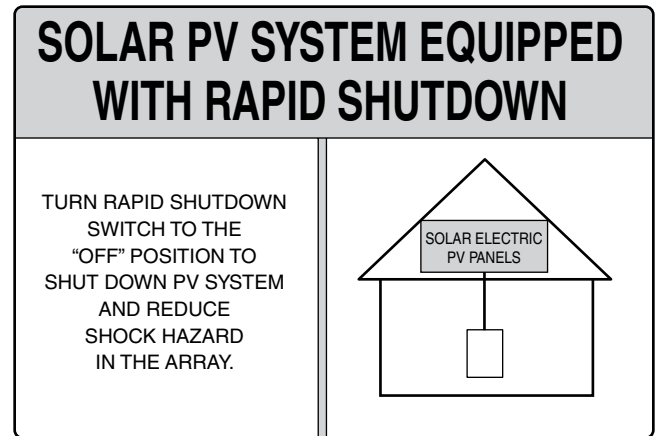 SOLAR PV SYSTEM EQUIPPED
WITH RAPID SHUTDOWN
TURN RAPID SHUTDOWN
SWITCH TO THE
“OFF” POSITION TO
SHUT DOWN PV SYSTEM
AND REDUCE
SHOCK HAZARD
IN THE ARRAY.
SOLAR ELECTRIC
PV PANELS